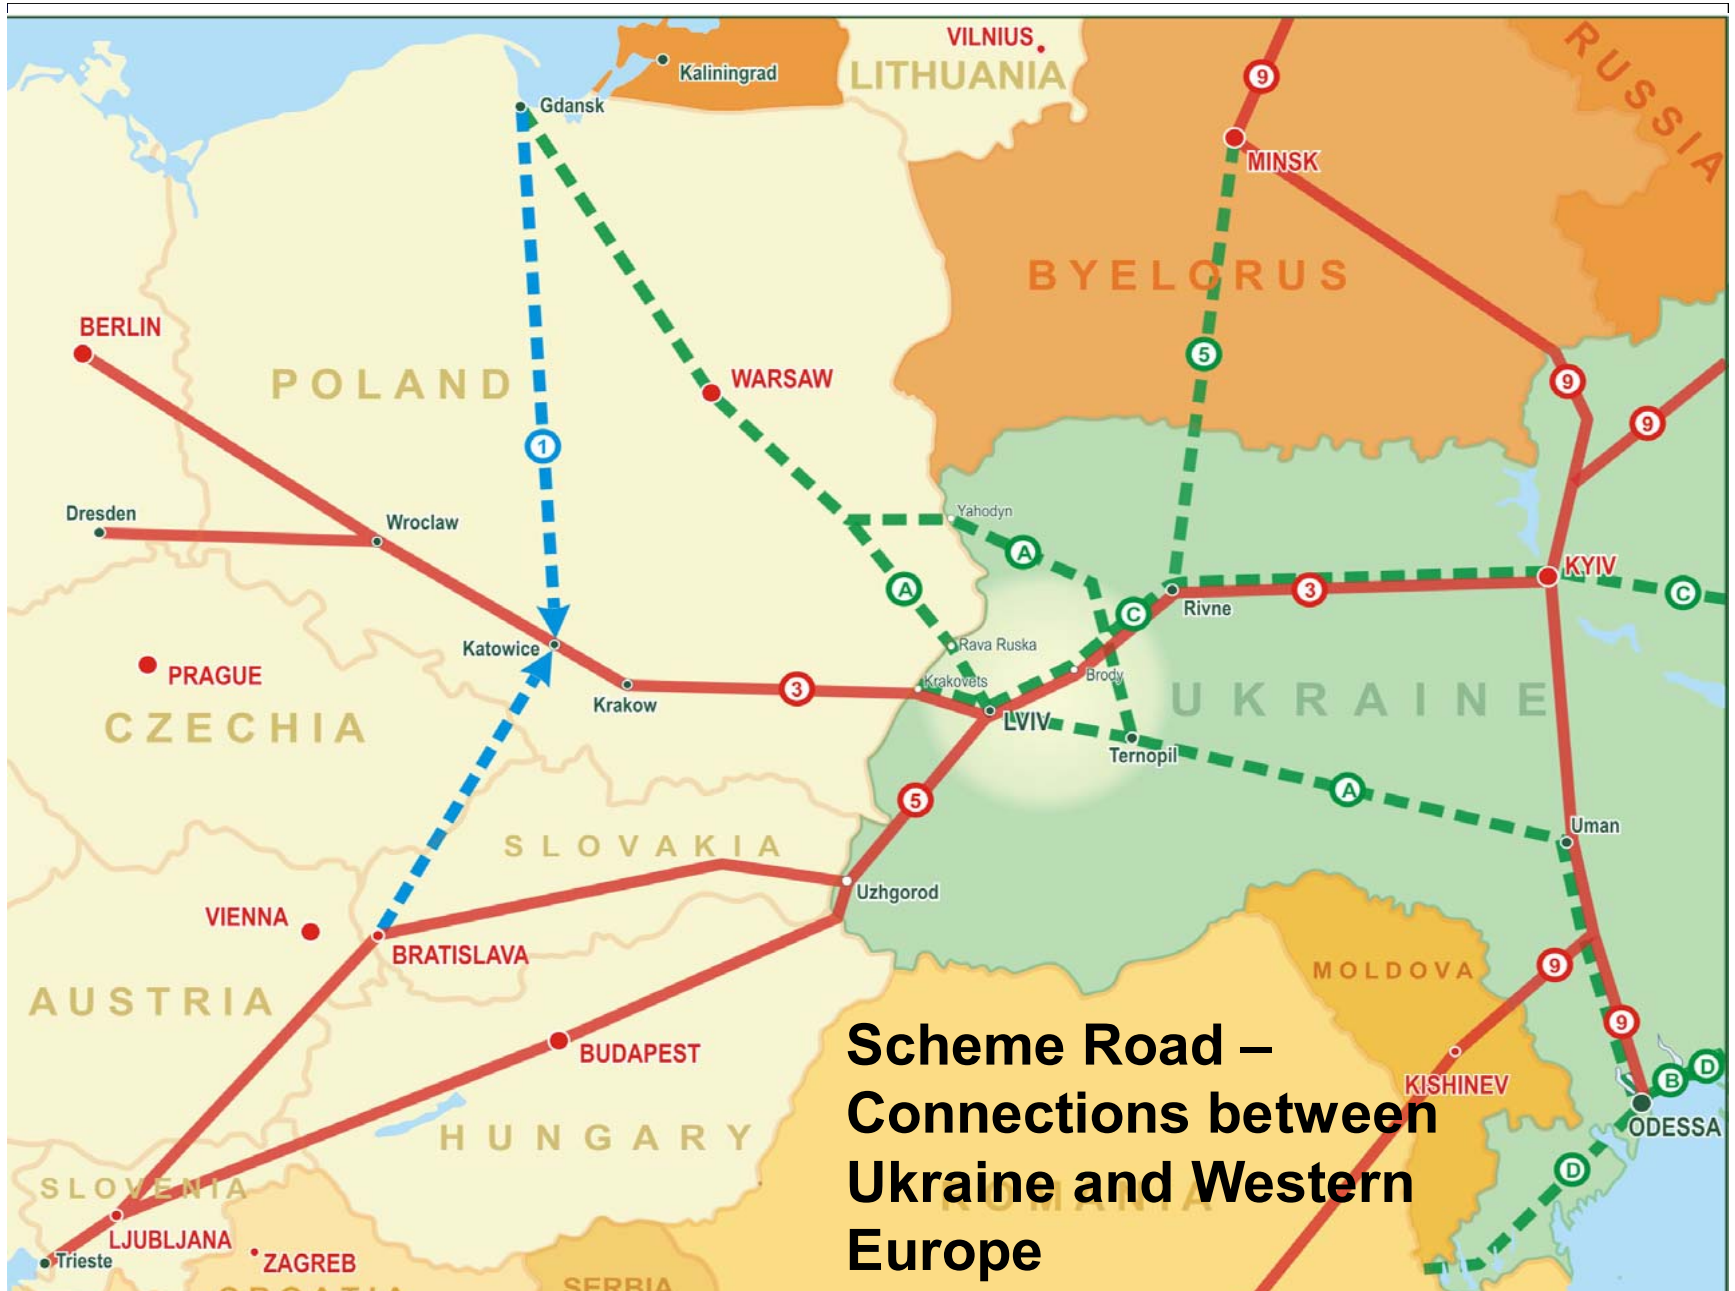 VILNIUS
Kaliningrad
LITHUANIA
RUSSIA
9
Gdansk
MINSK
BYELORUS
BERLIN
5
WARSAW
POLAND
9
9
1
Dresden
Wroclaw
Yahodyn
A
KYIV
A
3
C
C
Rivne
Katowice
Rava Ruska
PRAGUE
Krakovets
Brody
3
Krakow
UKRAINE
CZECHIA
LVIV
Ternopil
A
5
Uman
SLOVAKIA
Uzhgorod
VIENNA
BRATISLAVA
9
MOLDOVA
AUSTRIA
9
Scheme Road –
BUDAPEST
D
B
KISHINEV
Connections between
ODESSA
HUNGARY
D
Ukraine and Western
SLOVENIA
ROMANIA
LJUBLJANA
Europe
Trieste
ZAGREB
CROATIA
SERBIA